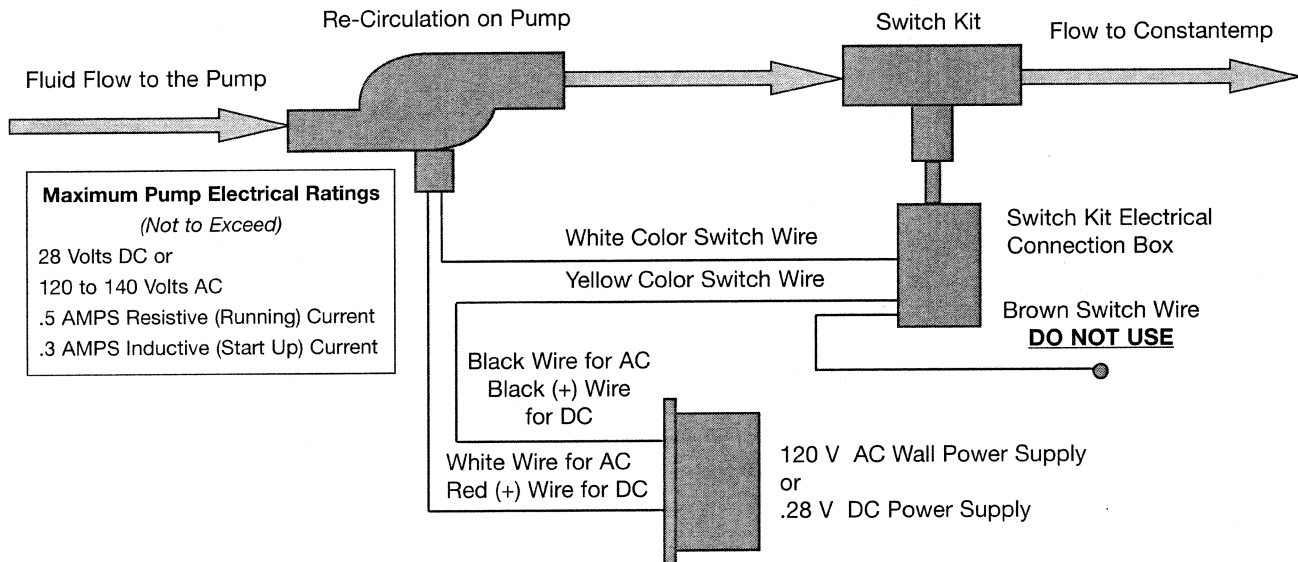 Re-Circulation on Pump
Switch Kit
Flow to Constantemp
Fluid Flow to the Pump
Maximum Pump Electrical Ratings
(Not to Exceed)
28 Volts DC or
120 to 140 Volts AC
.5 AMPS Resistive (Running) Current
.3 AMPS Inductive (Start Up) Current
White Color Switch Wire
Yellow Color Switch Wire
Switch Kit Electrical
Connection Box
Brown Switch Wire
DO NOT USE
Black Wire for AC
Black (+) Wire
for DC
White Wire for AC
Red (+) Wire for DC
120 V AC Wall Power Supply
or
.28 V DC Power Supply